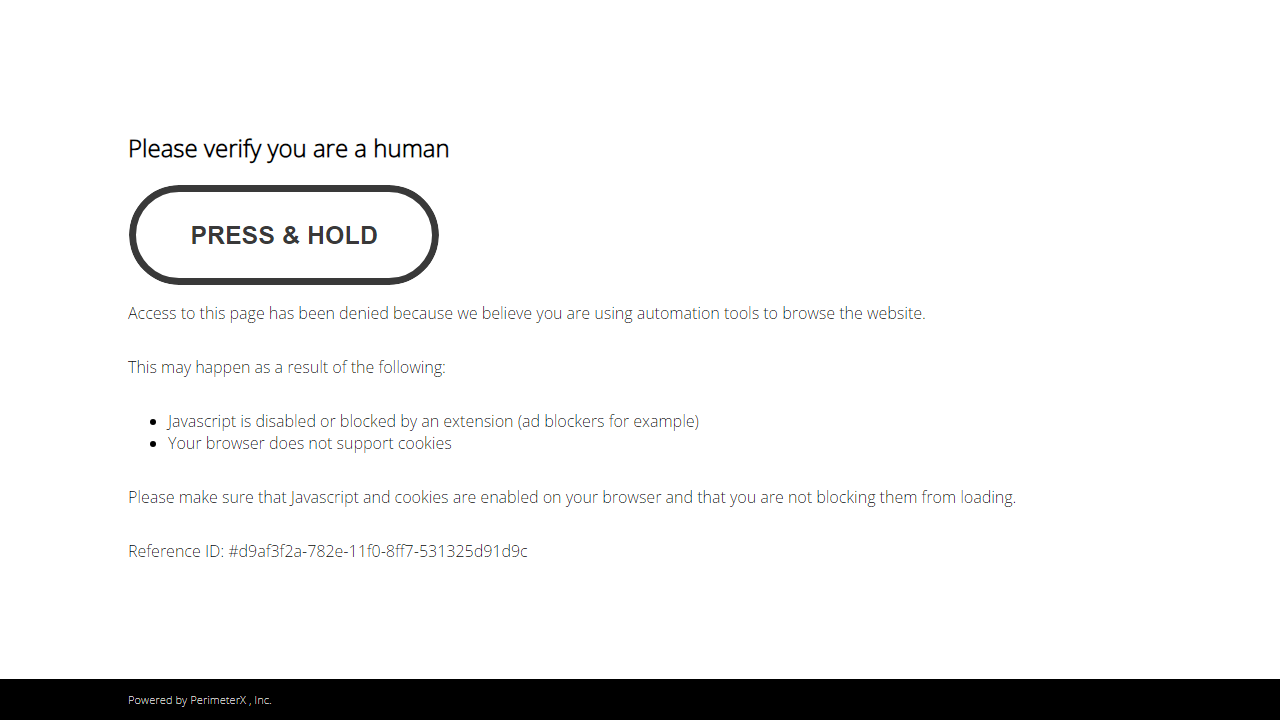 Please verify you are a human
PRESS & HOLD
Access to this page has been denied because we believe you are using automation tools to browse the website.
This may happen as a result of the following:
Javascript is disabled or blocked by an extension (ad blockers for example)
Your browser does not support cookies
Please make sure that Javascript and cookies are enabled on your browser and that you are not blocking them from loading.
Reference ID: #d9af3f2a-782e-11f0-8ff7-531325d91d9c
Powered by PerimeterX , Inc.